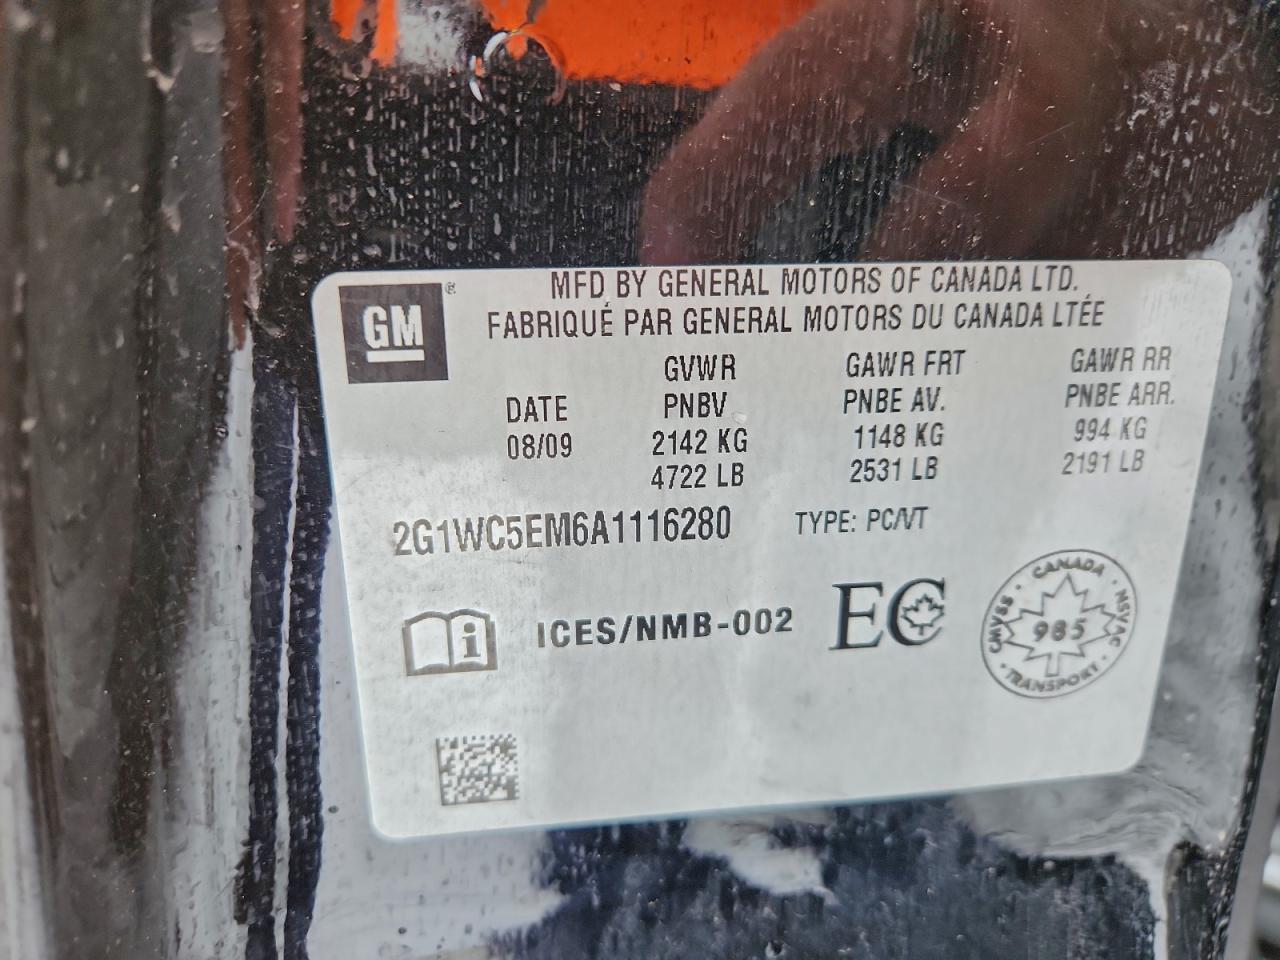 GM
MFD BY GENERAL MOTORS OF CANADA LTD.
FABRIQUÉ PAR GENERAL MOTORS DU CANADA LTÉE
DATE
08/09
GVWR
PNBV
2142 KG
4722 LB
GAWR FRT
PNBE AV.
1148 KG
2531 LB
GAWR RR
PNBE ARR.
994 KG
2191 LB
2G1WC5EM6A1116280
TYPE: PC/VT
i ICES/NMB-002
EC
CANADA
CMVSS
985
NSVAC
TRANSPORT